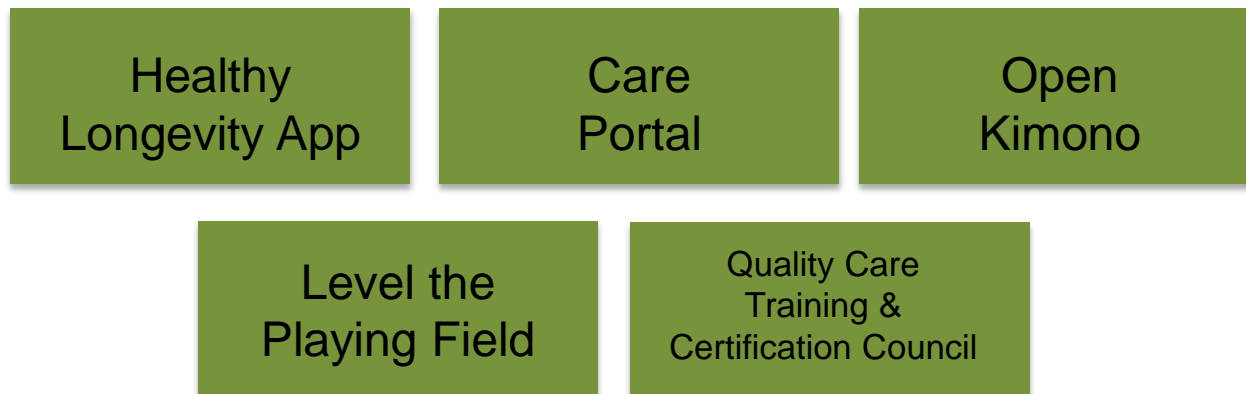 Healthy
Longevity App
Care
Portal
Open
Kimono
Level the
Playing Field
Quality Care
Training &
Certification Council